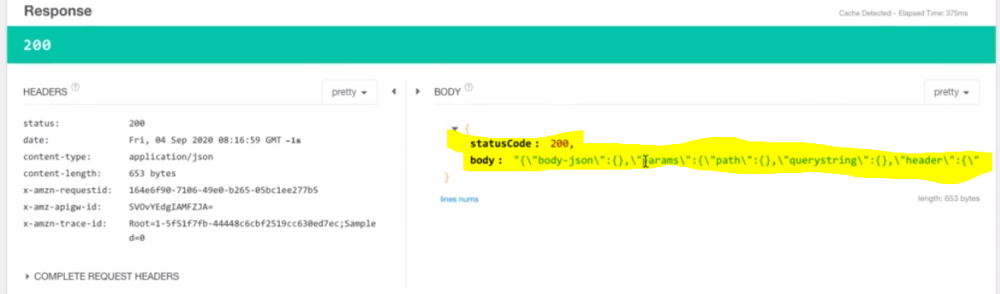 Response
Cache Detected - Elapsed Time: 375ms
200
HEADERS ?
pretty
BODY ?
pretty
status: 200
date: Fri, 04 Sep 2020 08:16:59 GMT -1s
content-type: application/json
content-length: 653 bytes
x-amzn-requestid: 164e6f90-7106-49e0-b265-05bc1ee277b5
x-amz-apigw-id: SVOvYEdgIAMFZJA=
x-amzn-trace-id: Root=1-5f51f7fb-44448c6cbf2519cc630ed7ec;Sample
d=0
COMPLETE REQUEST HEADERS
{
statusCode : 200,
body : "{\"body-json\":{},\"params\":{\"path\":{},\"querystring\":{},\"header\":{\"
}
lines nums
length: 653 bytes